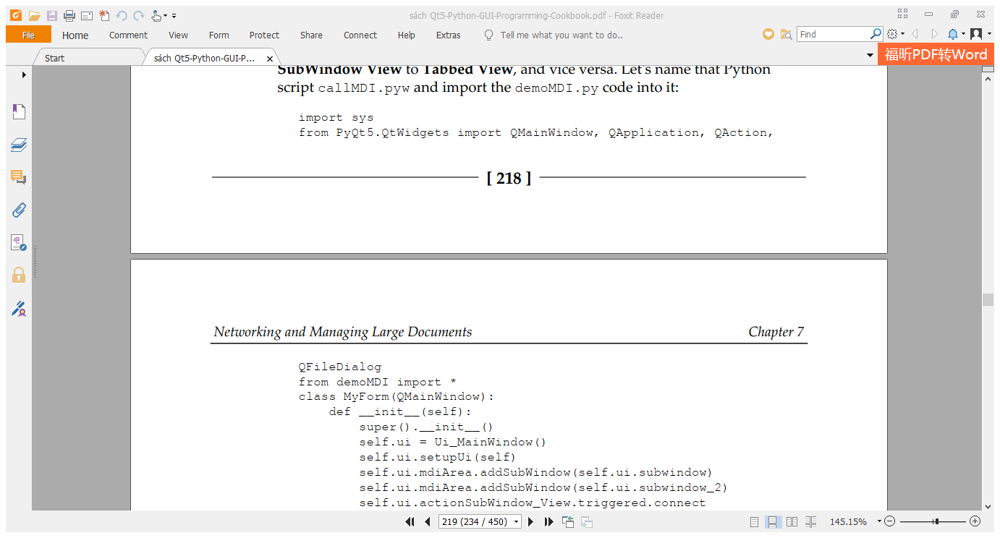 sách Qt5-Python-GUI-Programming-Cookbook.pdf - Foxit Reader
File Home Comment View Form Protect Share Connect Help Extras Tell me what you want to do.. Find
Start sách Qt5-Python-GUI-P... 福昕PDF转Word
SubWindow View to Tabbed View, and vice versa. Let's name that Python
script callMDI.pyw and import the demoMDI.py code into it:
import sys
from PyQt5.QtWidgets import QMainWindow, QApplication, QAction,
[ 218 ]
Networking and Managing Large Documents Chapter 7
QFileDialog
from demoMDI import *
class MyForm(QMainWindow):
def __init__(self):
super().__init__()
self.ui = Ui_MainWindow()
self.ui.setupUi(self)
self.ui.mdiArea.addSubWindow(self.ui.subwindow)
self.ui.mdiArea.addSubWindow(self.ui.subwindow_2)
self.ui.actionSubWindow_View.triggered.connect
219 (234 / 450) 145.15%